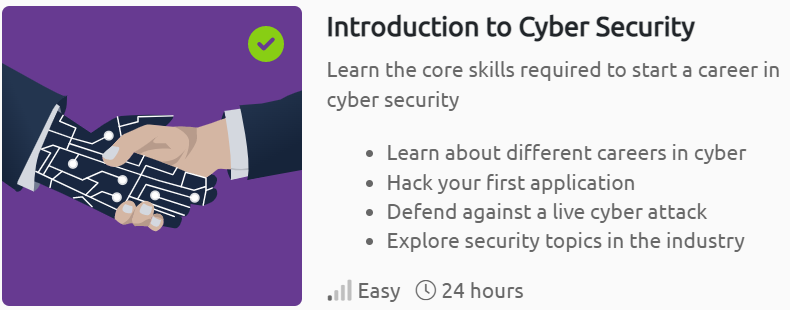 Introduction to Cyber Security
Learn the core skills required to start a career in
cyber security
• Learn about different careers in cyber
• Hack your first application
• Defend against a live cyber attack
• Explore security topics in the industry
Easy 24 hours